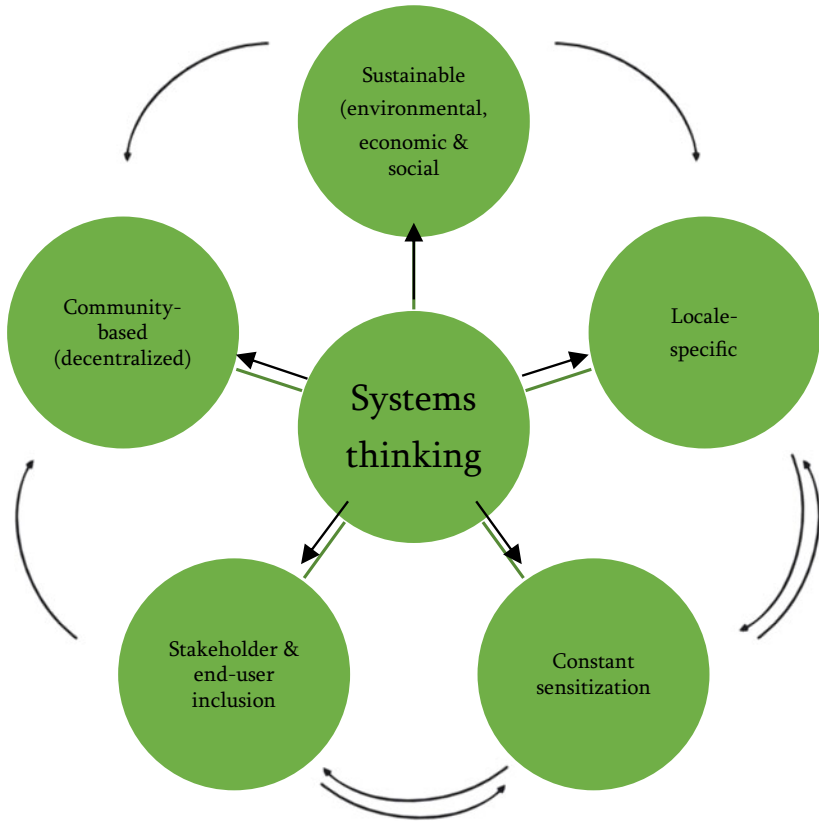 Sustainable
(environmental,
economic &
social
Community-
based
(decentralized)
Locale-
specific
Systems
thinking
Stakeholder &
end-user
inclusion
Constant
sensitization